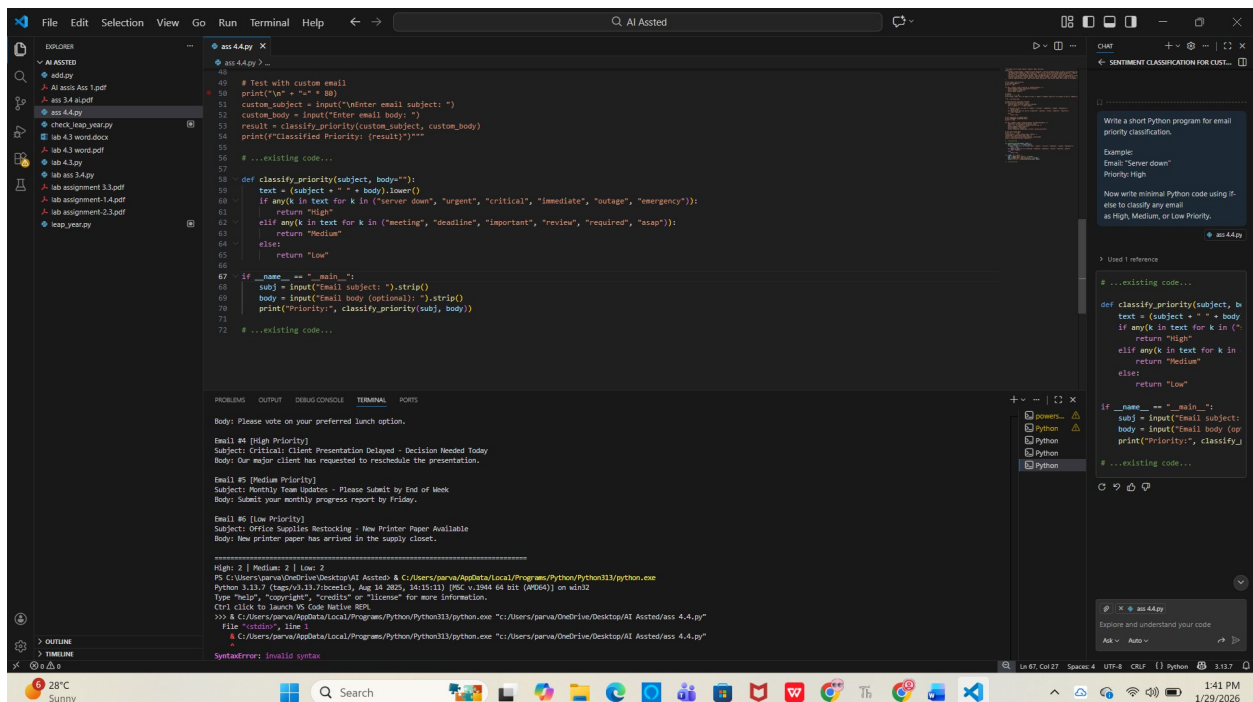 File Edit Selection View Go Run Terminal Help
AI Assted
EXPLORER
AI ASSTED
add.py
AI assis Ass 1.pdf
ass 3.4 ai.pdf
ass 4.4.py
check_leap_year.py
lab 4.3 word.docx
lab 4.3 word.pdf
lab 4.3.py
lab ass 3.4.py
lab assignment 3.3.pdf
lab assignment-1.4.pdf
lab assignment-2.3.pdf
leap_year.py
OUTLINE
TIMELINE
ass 4.4.py
ass 4.4.py > ...
48
49 # Test with custom email
50 print("\n" + "=" * 80)
51 custom_subject = input("\nEnter email subject: ")
52 custom_body = input("Enter email body: ")
53 result = classify_priority(custom_subject, custom_body)
54 print(f"Classified Priority: {result}")"""
55
56 # ...existing code...
57
58 def classify_priority(subject, body=""):
59 text = (subject + " " + body).lower()
60 if any(k in text for k in ("server down", "urgent", "critical", "immediate", "outage", "emergency")):
61 return "High"
62 elif any(k in text for k in ("meeting", "deadline", "important", "review", "required", "asap")):
63 return "Medium"
64 else:
65 return "Low"
66
67 if __name__ == "__main__":
68 subj = input("Email subject: ").strip()
69 body = input("Email body (optional): ").strip()
70 print("Priority:", classify_priority(subj, body))
71
72 # ...existing code...
PROBLEMS OUTPUT DEBUG CONSOLE TERMINAL PORTS
Body: Please vote on your preferred lunch option.
Email #4 [High Priority]
Subject: Critical: Client Presentation Delayed - Decision Needed Today
Body: Our major client has requested to reschedule the presentation.
Email #5 [Medium Priority]
Subject: Monthly Team Updates - Please Submit by End of Week
Body: Submit your monthly progress report by Friday.
Email #6 [Low Priority]
Subject: Office Supplies Restocking - New Printer Paper Available
Body: New printer paper has arrived in the supply closet.
================================================================================
High: 2 | Medium: 2 | Low: 2
PS C:\Users\parva\OneDrive\Desktop\AI Assted> & C:/Users/parva/AppData/Local/Programs/Python/Python313/python.exe
Python 3.13.7 (tags/v3.13.7:bcee1c3, Aug 14 2025, 14:15:11) [MSC v.1944 64 bit (AMD64)] on win32
Type "help", "copyright", "credits" or "license" for more information.
Ctrl click to launch VS Code Native REPL
>>> & C:/Users/parva/AppData/Local/Programs/Python/Python313/python.exe "c:/Users/parva/OneDrive/Desktop/AI Assted/ass 4.4.py"
File "<stdin>", line 1
& C:/Users/parva/AppData/Local/Programs/Python/Python313/python.exe "c:/Users/parva/OneDrive/Desktop/AI Assted/ass 4.4.py"
^
SyntaxError: invalid syntax
powers...
Python
Python
Python
Python
CHAT
SENTIMENT CLASSIFICATION FOR CUST...
Write a short Python program for email
priority classification.
Example:
Email: "Server down"
Priority: High
Now write minimal Python code using if-
else to classify any email
as High, Medium, or Low Priority.
ass 4.4.py
Used 1 reference
# ...existing code...
def classify_priority(subject, bo
text = (subject + " " + body
if any(k in text for k in ("
return "High"
elif any(k in text for k in
return "Medium"
else:
return "Low"
if __name__ == "__main__":
subj = input("Email subject:
body = input("Email body (op
print("Priority:", classify_
# ...existing code...
ass 4.4.py
Explore and understand your code
Ask Auto
0 0
Ln 67, Col 27 Spaces: 4 UTF-8 CRLF {} Python 3.13.7
28°C
Sunny
Search
1:41 PM
1/29/2026